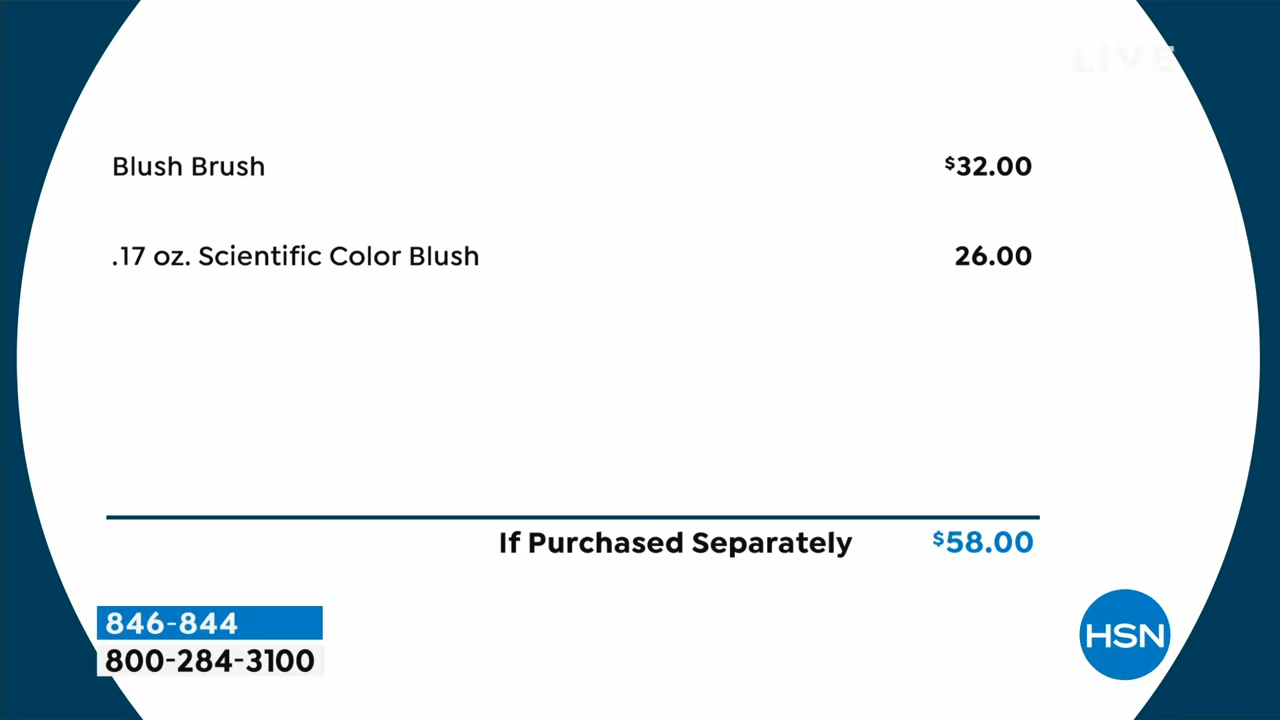 LIVE
Blush Brush $32.00
.17 oz. Scientific Color Blush 26.00
If Purchased Separately $58.00
846-844
800-284-3100
HSN